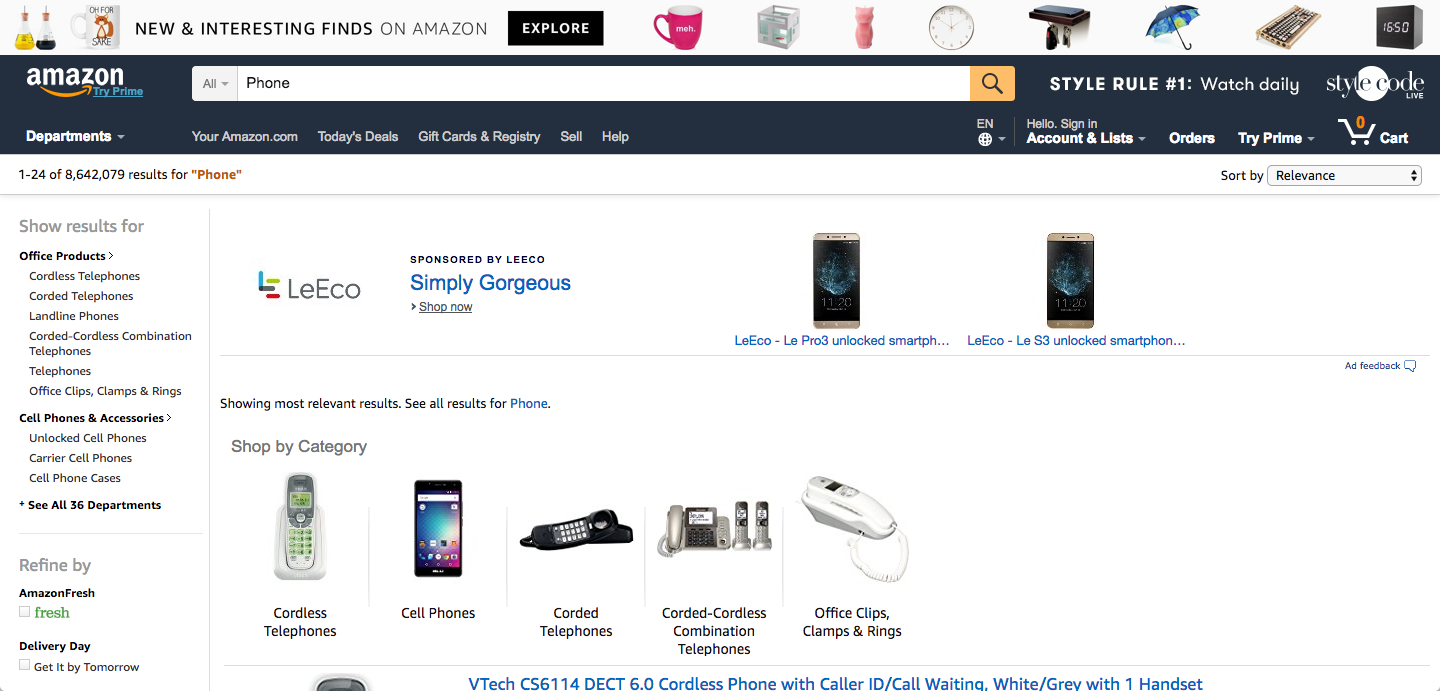 OH FOR
SAKE
NEW & INTERESTING FINDS ON AMAZON
EXPLORE
meh.
16:50
amazon
Try Prime
All
Phone
STYLE RULE #1: Watch daily
style code
LIVE
Departments
Your Amazon.com
Today's Deals
Gift Cards & Registry
Sell
Help
EN
Hello. Sign in
Account & Lists
Orders
Try Prime
0
Cart
1-24 of 8,642,079 results for "Phone"
Sort by
Relevance
Show results for
Office Products
Cordless Telephones
Corded Telephones
Landline Phones
Corded-Cordless Combination
Telephones
Telephones
Office Clips, Clamps & Rings
Cell Phones & Accessories
Unlocked Cell Phones
Carrier Cell Phones
Cell Phone Cases
+ See All 36 Departments
Refine by
AmazonFresh
fresh
Delivery Day
Get It by Tomorrow
LeEco
SPONSORED BY LEECO
Simply Gorgeous
› Shop now
11:20
LeEco - Le Pro3 unlocked smartph...
11:20
LeEco - Le S3 unlocked smartphon...
Ad feedback
Showing most relevant results. See all results for Phone.
Shop by Category
Cordless
Telephones
Cell Phones
Corded
Telephones
Corded-Cordless
Combination
Telephones
Office Clips,
Clamps & Rings
VTech CS6114 DECT 6.0 Cordless Phone with Caller ID/Call Waiting, White/Grey with 1 Handset